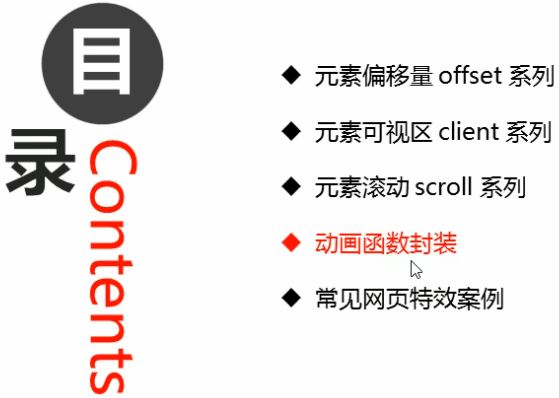 目录
Contents
元素偏移量 offset 系列
元素可视区 client 系列
元素滚动 scroll 系列
动画函数封装
常见网页特效案例